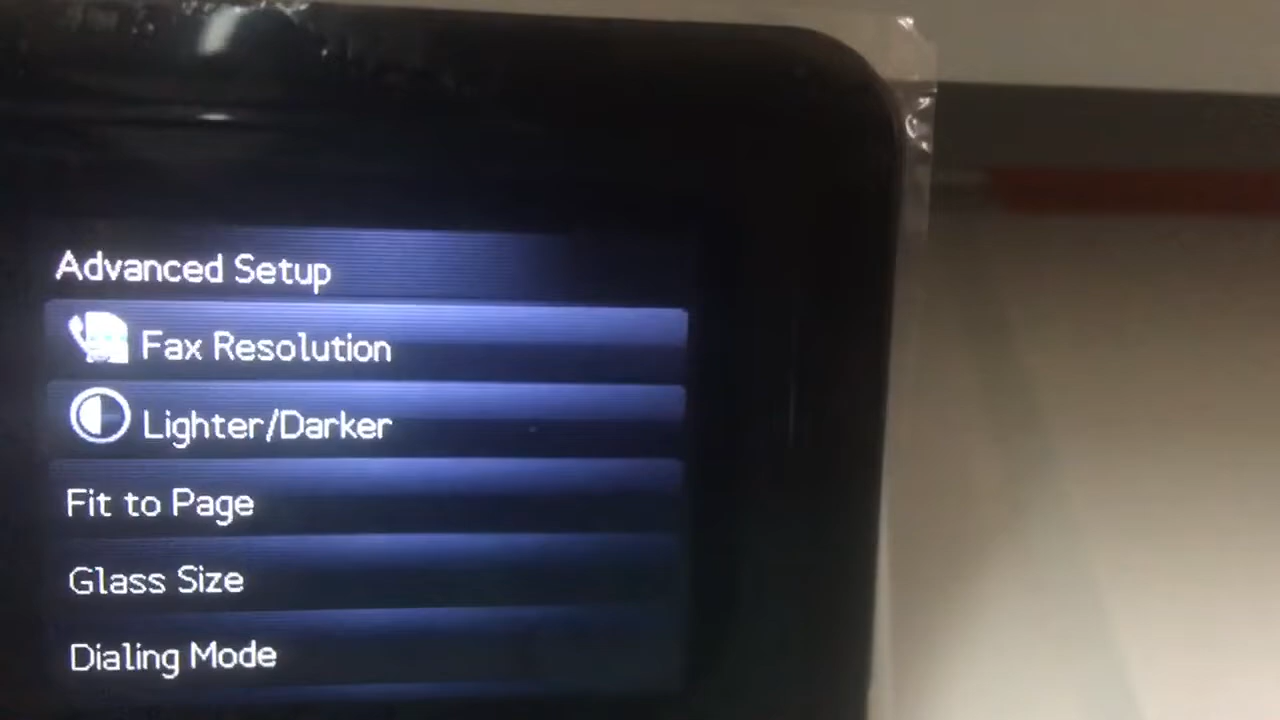 Advanced Setup
Fax Resolution
Lighter/Darker
Fit to Page
Glass Size
Dialing Mode